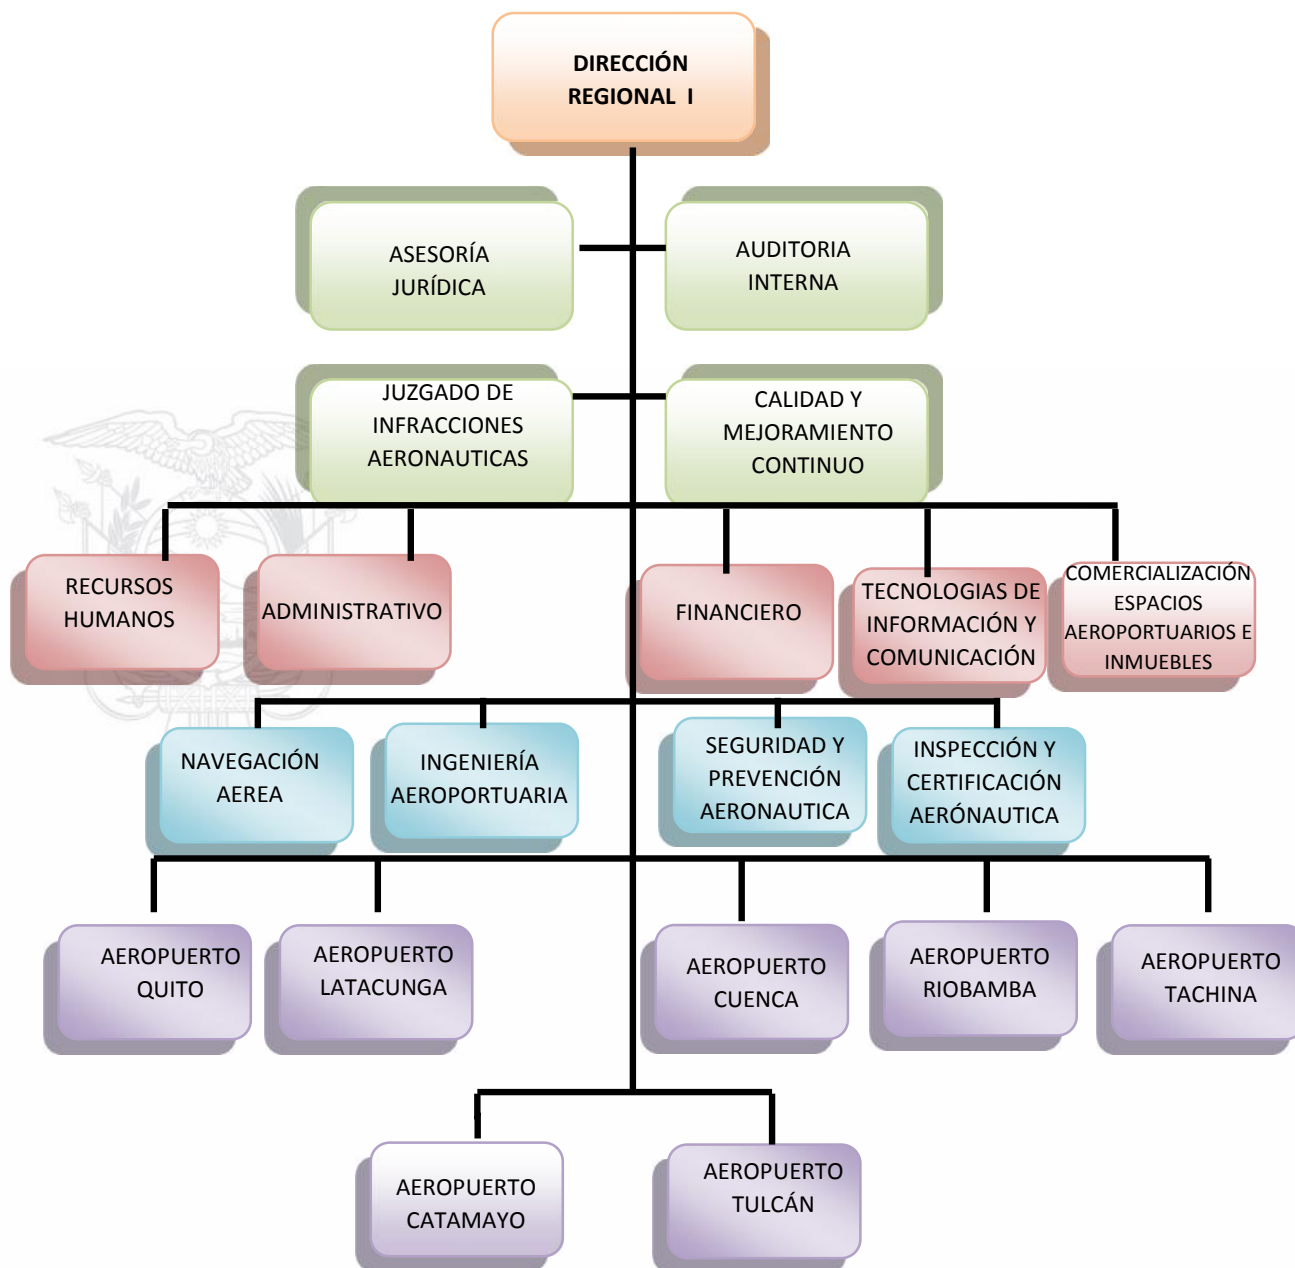 DIRECCIÓN
REGIONAL I
ASESORÍA
JURÍDICA
AUDITORIA
INTERNA
JUZGADO DE
INFRACCIONES
AERONAUTICAS
CALIDAD Y
MEJORAMIENTO
CONTINUO
RECURSOS
HUMANOS
ADMINISTRATIVO
FINANCIERO
TECNOLOGIAS DE
INFORMACIÓN Y
COMUNICACIÓN
COMERCIALIZACIÓN
ESPACIOS
AEROPORTUARIOS E
INMUEBLES
NAVEGACIÓN
AEREA
INGENIERÍA
AEROPORTUARIA
SEGURIDAD Y
PREVENCIÓN
AERONAUTICA
INSPECCIÓN Y
CERTIFICACIÓN
AERÓNAUTICA
AEROPUERTO
QUITO
AEROPUERTO
LATACUNGA
AEROPUERTO
CUENCA
AEROPUERTO
RIOBAMBA
AEROPUERTO
TACHINA
AEROPUERTO
CATAMAYO
AEROPUERTO
TULCÁN